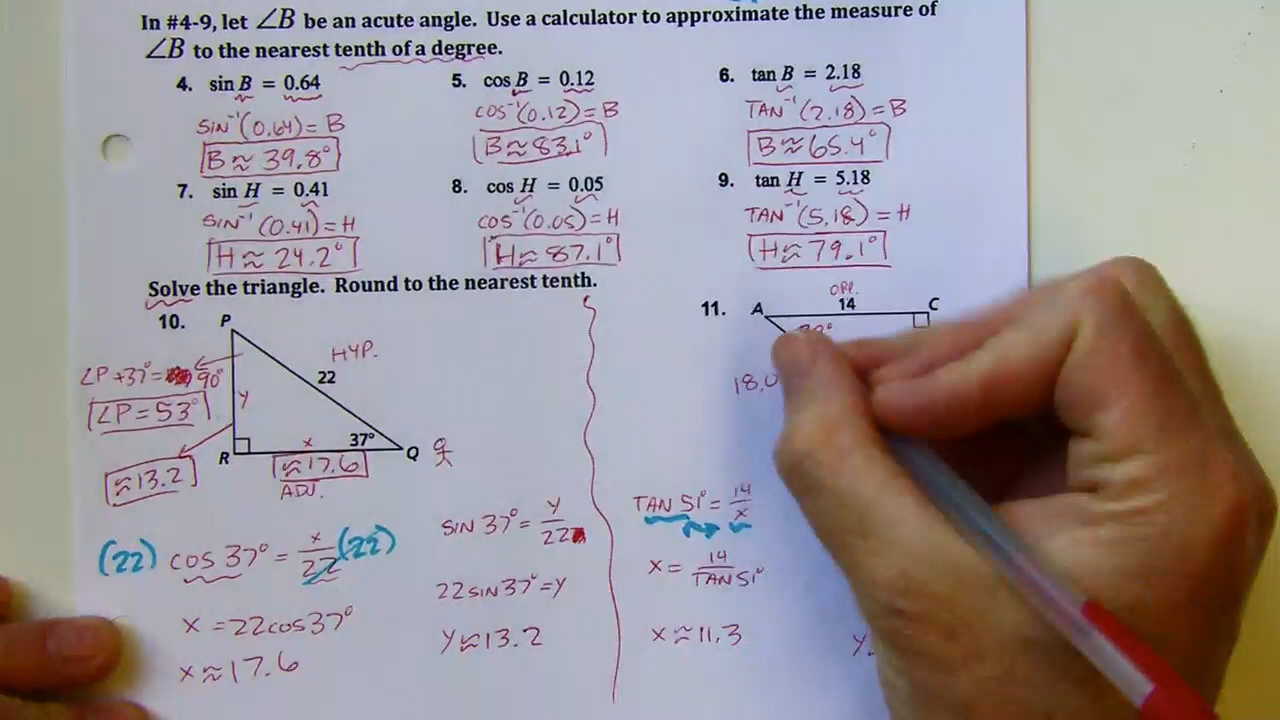 In #4-9, let ∠B be an acute angle. Use a calculator to approximate the measure of
∠B to the nearest tenth of a degree.
4. sin B = 0.64
SIN⁻¹(0.64) = B
B ≈ 39.8°
5. cos B = 0.12
COS⁻¹(0.12) = B
B ≈ 83.1°
6. tan B = 2.18
TAN⁻¹(2.18) = B
B ≈ 65.4°
7. sin H = 0.41
SIN⁻¹(0.41) = H
H ≈ 24.2°
8. cos H = 0.05
COS⁻¹(0.05) = H
H ≈ 87.1°
9. tan H = 5.18
TAN⁻¹(5.18) = H
H ≈ 79.1°
Solve the triangle. Round to the nearest tenth.
10.
P
HYP.
22
∠P + 37° = 90°
∠P = 53°
y
x
37°
R
Q
≈ 17.6
ADJ.
≈ 13.2
(22) COS 37° = x/22 (22)
x = 22 COS 37°
x ≈ 17.6
SIN 37° = y/22
22 SIN 37° = y
y ≈ 13.2
11.
OPP.
A
14
C
18.0
TAN 51° = 14/x
x = 14/TAN 51°
x ≈ 11.3
y